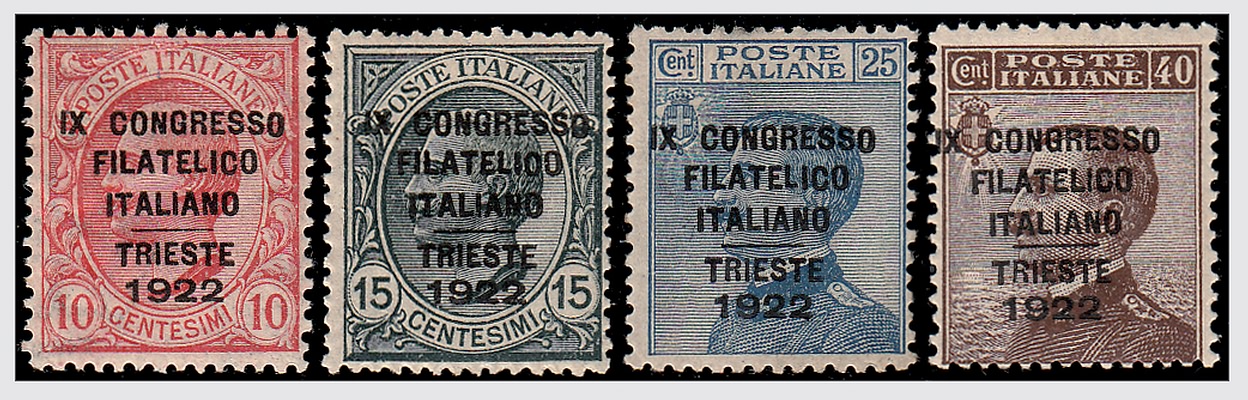 POSTE ITALIANE
IX CONGRESSO
FILATELICO
ITALIANO
TRIESTE
1922
10 10
CENTESIMI
POSTE ITALIANE
IX CONGRESSO
FILATELICO
ITALIANO
TRIESTE
1922
15 15
CENTESIMI
Cent. POSTE ITALIANE 25
IX CONGRESSO
FILATELICO
ITALIANO
TRIESTE
1922
Cent POSTE ITALIANE 40
IX CONGRESSO
FILATELICO
ITALIANO
TRIESTE
1922